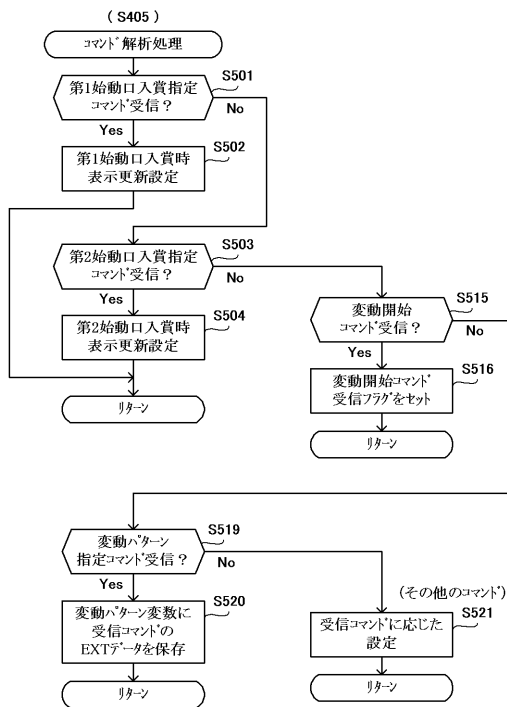 (S405)
コマンド解析処理
S501
第1始動口入賞指定
コマンド受信？
No
Yes
S502
第1始動口入賞時
表示更新設定
S503
第2始動口入賞指定
コマンド受信？
No
Yes
S504
第2始動口入賞時
表示更新設定
リターン
S515
変動開始
コマンド受信？
No
Yes
S516
変動開始コマンド
受信フラグをセット
リターン
S519
変動パターン
指定コマンド受信？
No
Yes
S520
変動パターン変数に
受信コマンドの
EXTデータを保存
リターン
(その他のコマンド)
S521
受信コマンドに応じた
設定
リターン